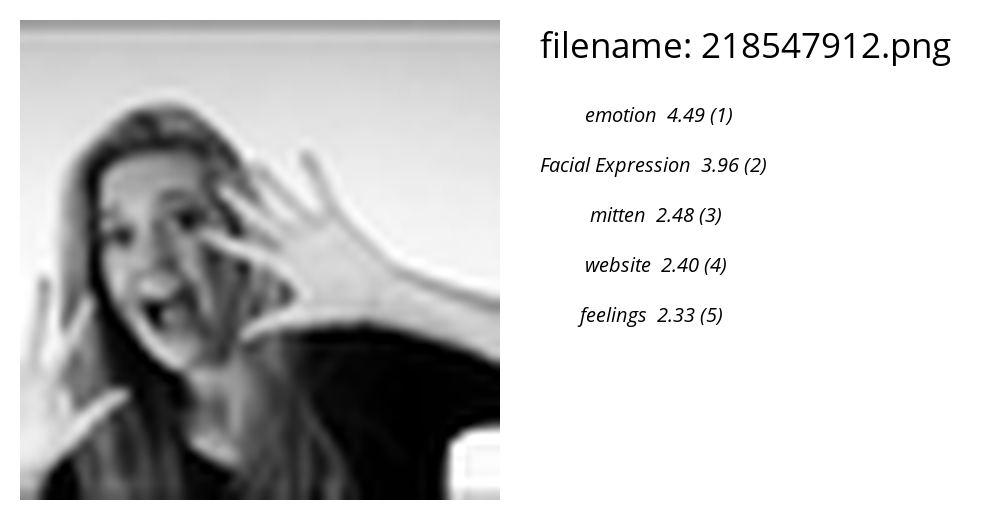 filename: 218547912.png
emotion 4.49 (1)
Facial Expression 3.96 (2)
mitten 2.48 (3)
website 2.40 (4)
feelings 2.33 (5)